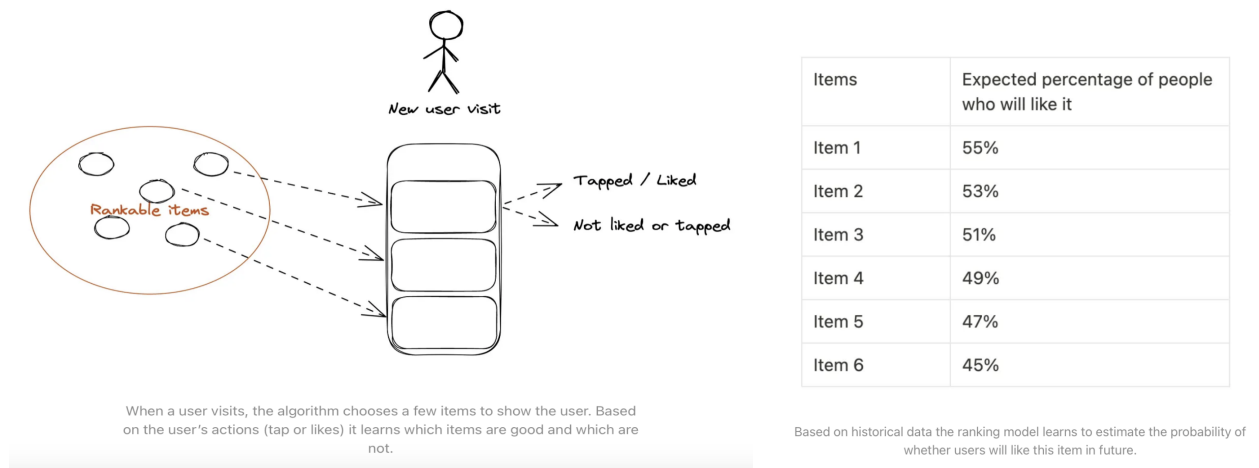 New user visit
Rankable items
Tapped / Liked
Not liked or tapped
When a user visits, the algorithm chooses a few items to show the user. Based
on the user's actions (tap or likes) it learns which items are good and which are
not.
Items Expected percentage of people
who will like it
Item 1 55%
Item 2 53%
Item 3 51%
Item 4 49%
Item 5 47%
Item 6 45%
Based on historical data the ranking model learns to estimate the probability of
whether users will like this item in future.